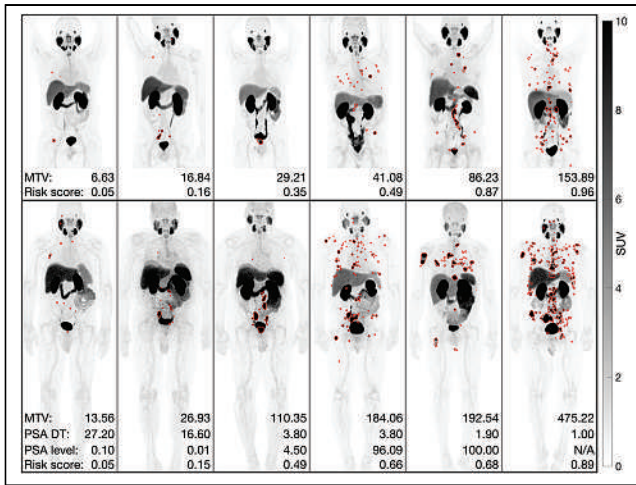 10
MTV: 6.63 16.84 29.21 41.08 86.23 153.89
Risk score: 0.05 0.16 0.35 0.49 0.87 0.96
8
6
SUV
4
2
0
MTV: 13.56 26.93 110.35 184.06 192.54 475.22
PSA DT: 27.20 16.60 3.80 3.80 1.90 1.00
PSA level: 0.10 0.01 4.50 96.09 100.00 N/A
Risk score: 0.05 0.15 0.49 0.66 0.68 0.89